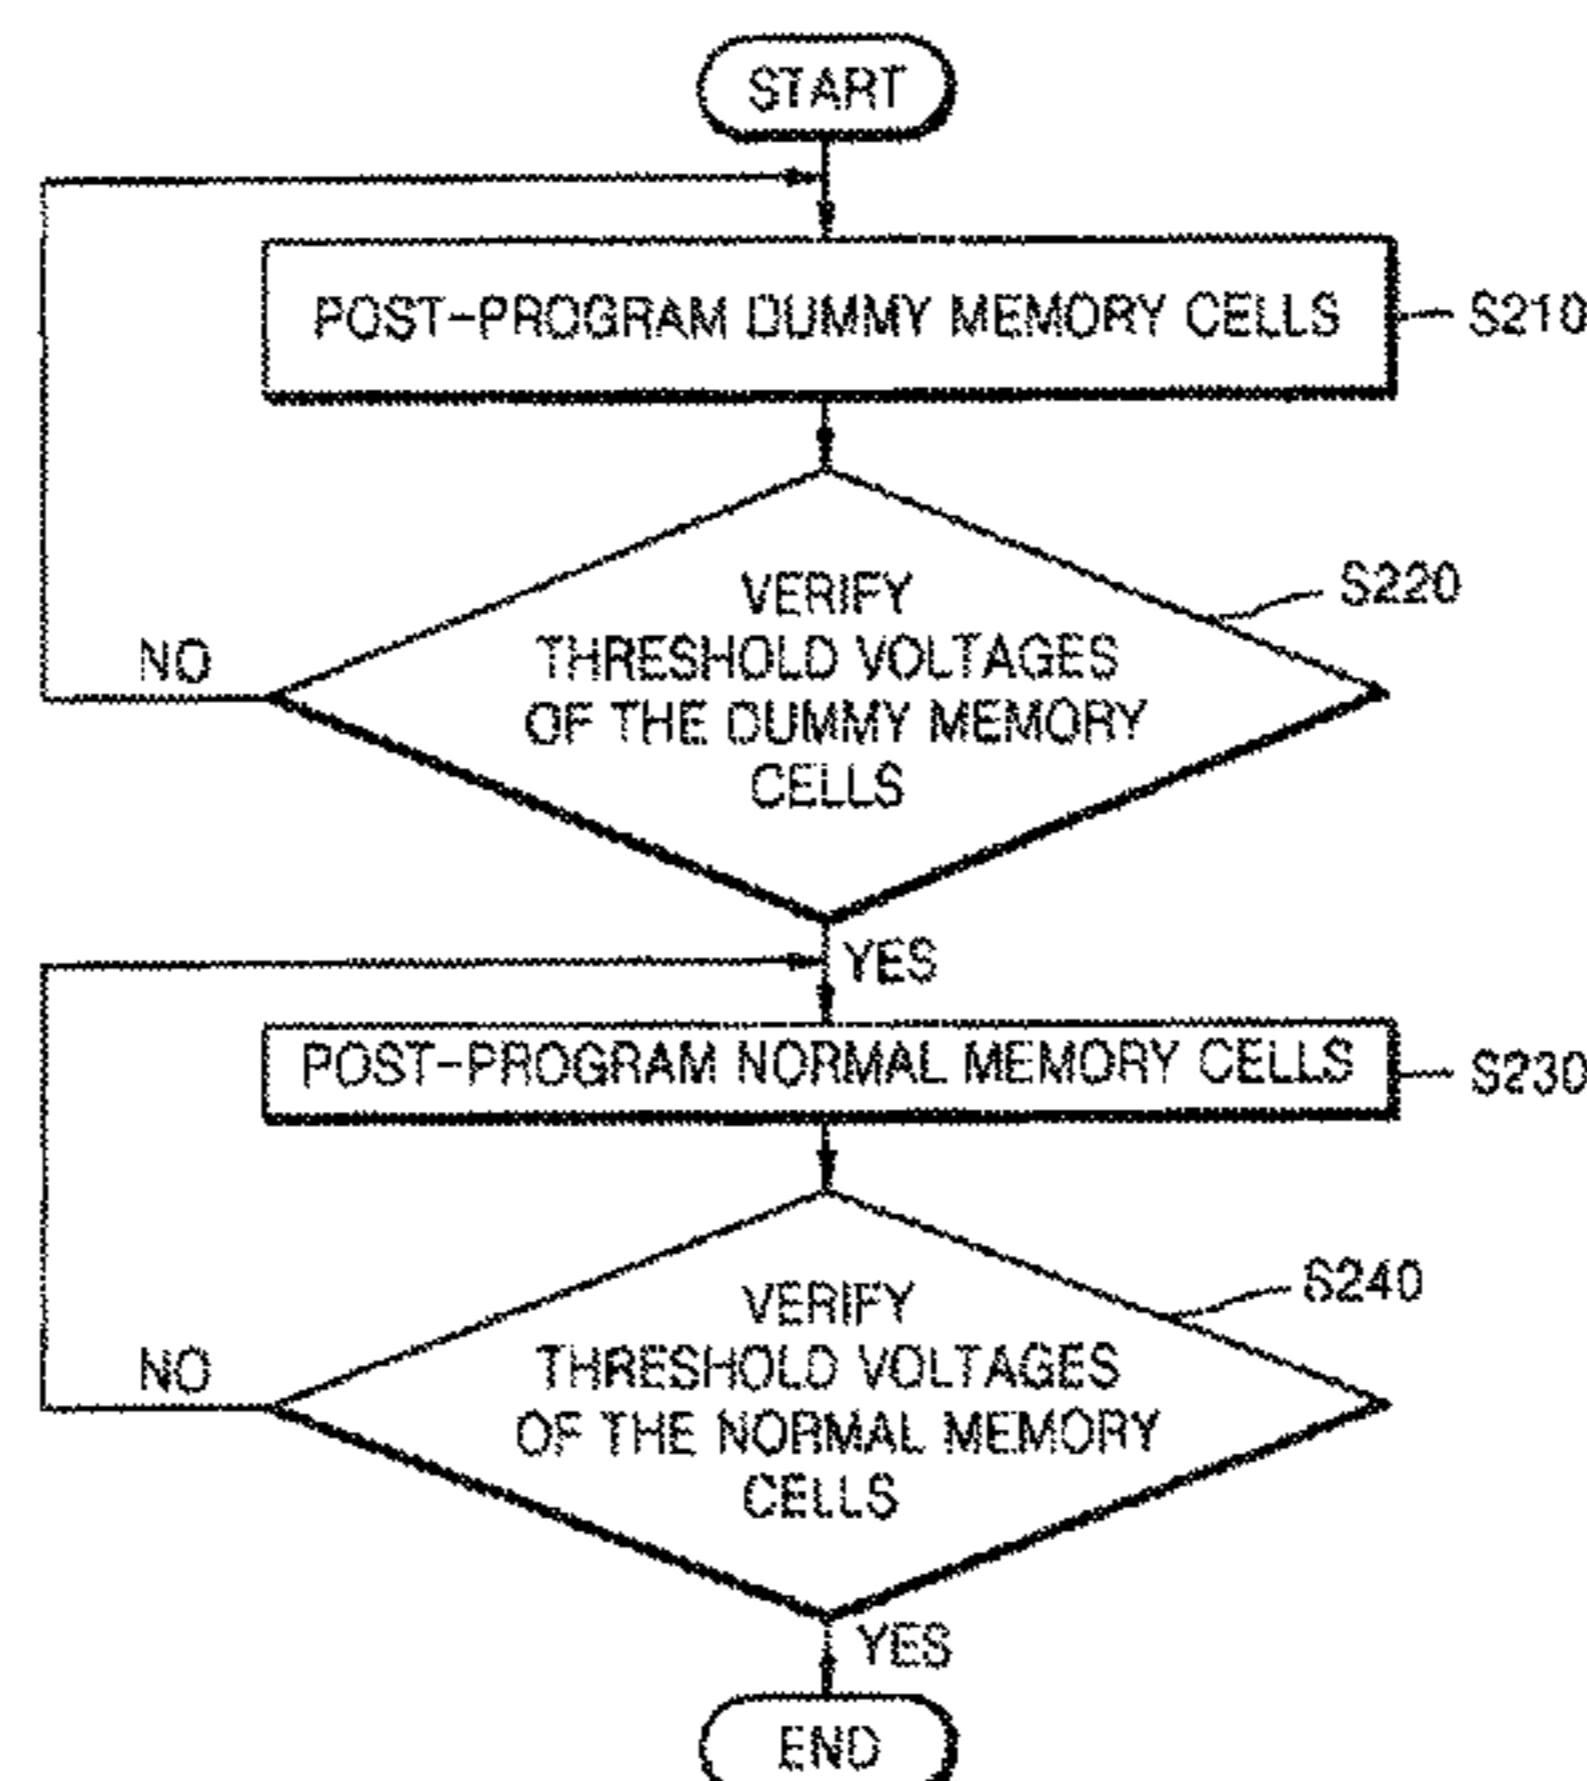 START
POST-PROGRAM DUMMY MEMORY CELLS
S210
VERIFY
THRESHOLD VOLTAGES
OF THE DUMMY MEMORY
CELLS
S220
NO
YES
POST-PROGRAM NORMAL MEMORY CELLS
S230
VERIFY
THRESHOLD VOLTAGES
OF THE NORMAL MEMORY
CELLS
S240
NO
YES
END